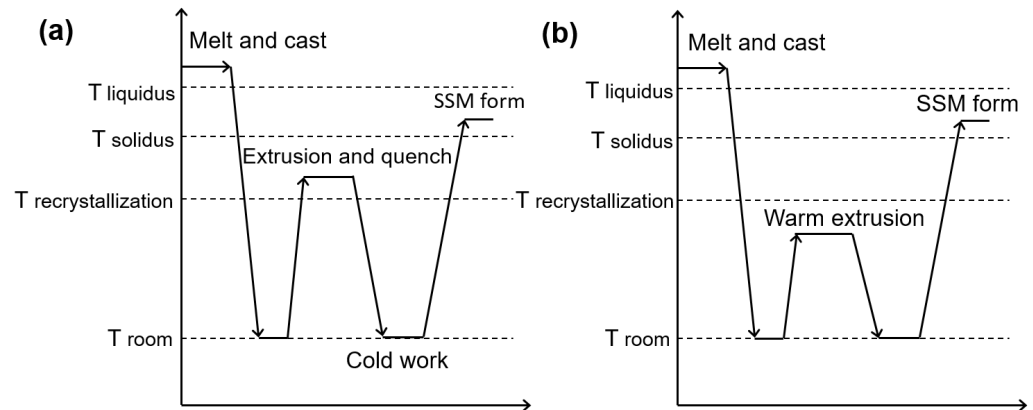 (a)
Melt and cast
T liquidus
SSM form
T solidus
Extrusion and quench
T recrystallization
T room
Cold work
(b)
Melt and cast
T liquidus
SSM form
T solidus
T recrystallization
Warm extrusion
T room